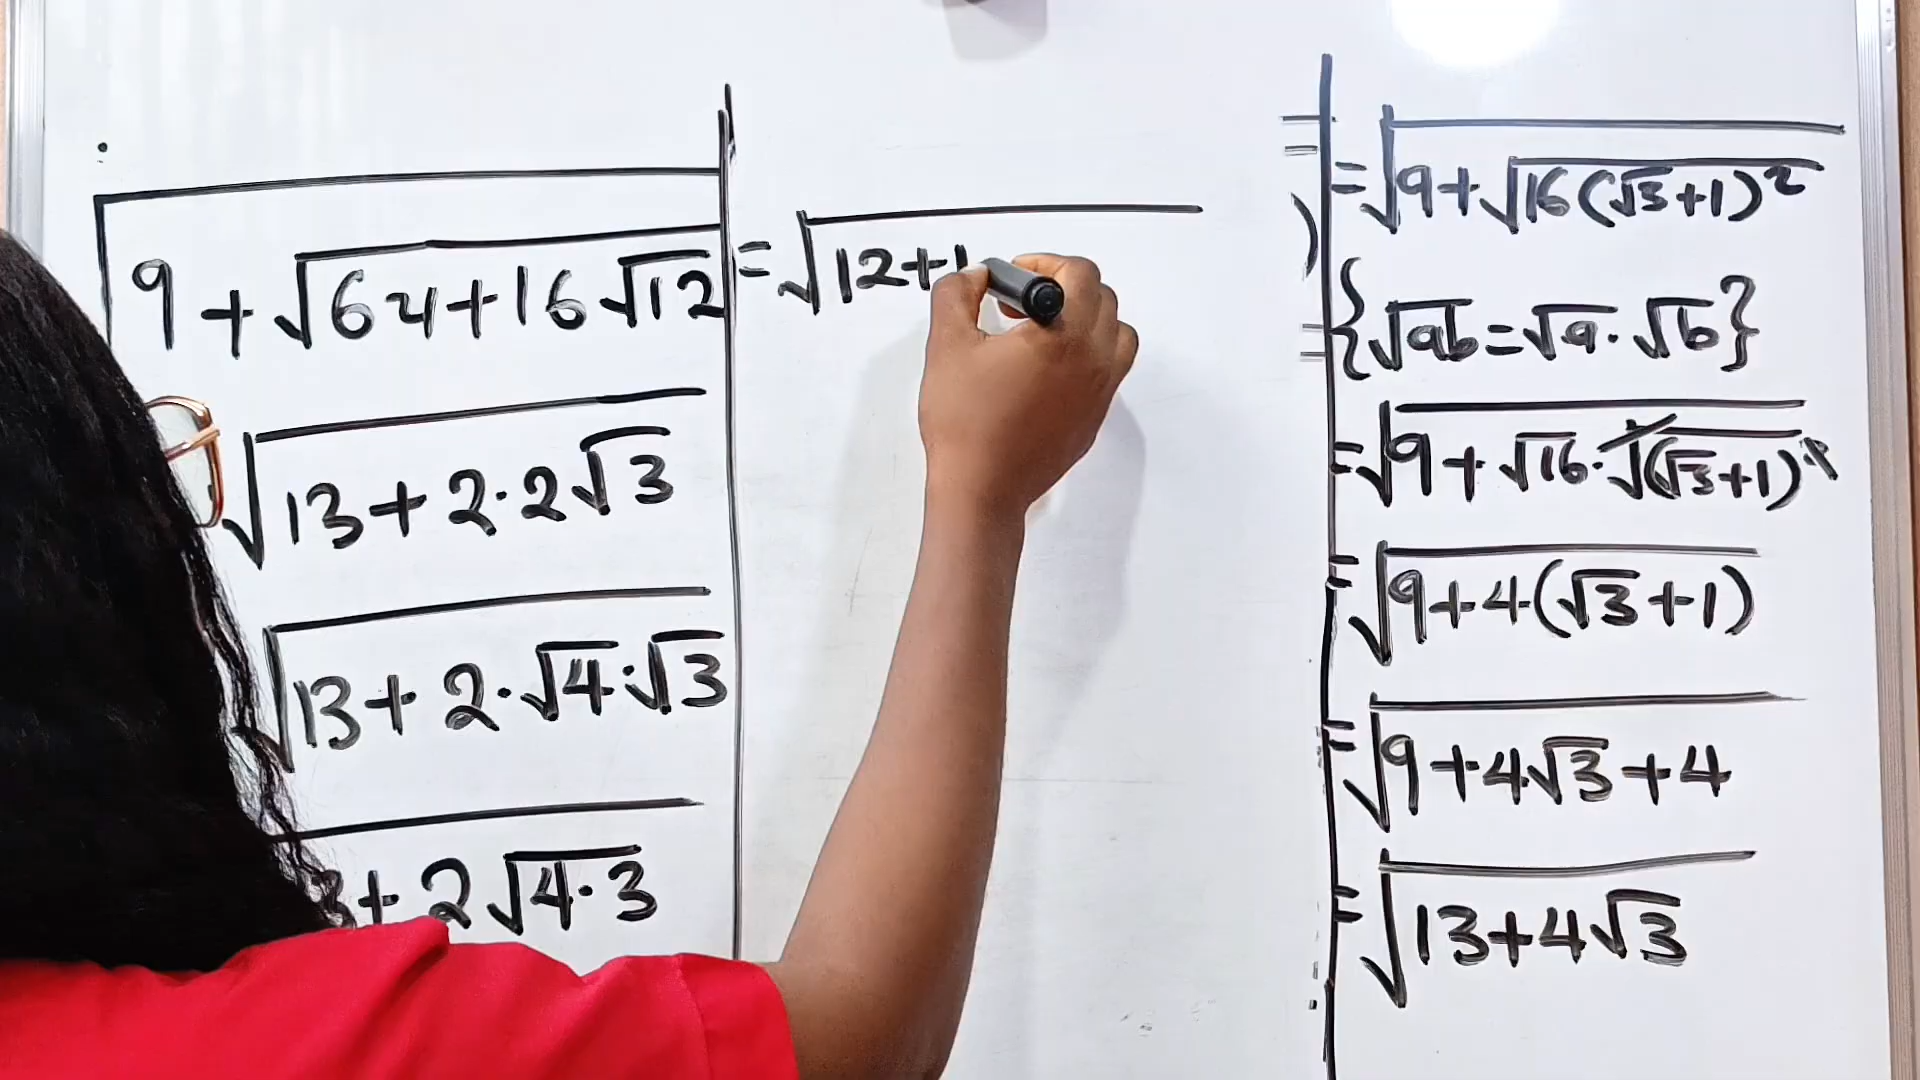 √(9 + √(64 + 16√12
√(13 + 2·2√3
√(13 + 2·√4·√3
+ 2√(4·3)
= √(12+1
= √(9 + √(16(√3+1)²
{√ab = √a · √b}
= √(9 + √16 · √(√3+1)²
= √(9+4(√3+1)
= √(9+4√3+4
= √(13+4√3